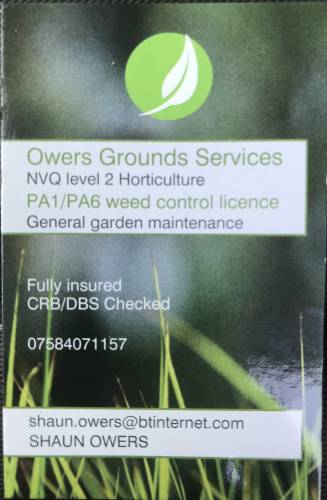 Owers Grounds Services
NVQ level 2 Horticulture
PA1/PA6 weed control licence
General garden maintenance
Fully insured
CRB/DBS Checked
07584071157
shaun.owers@btinternet.com
SHAUN OWERS